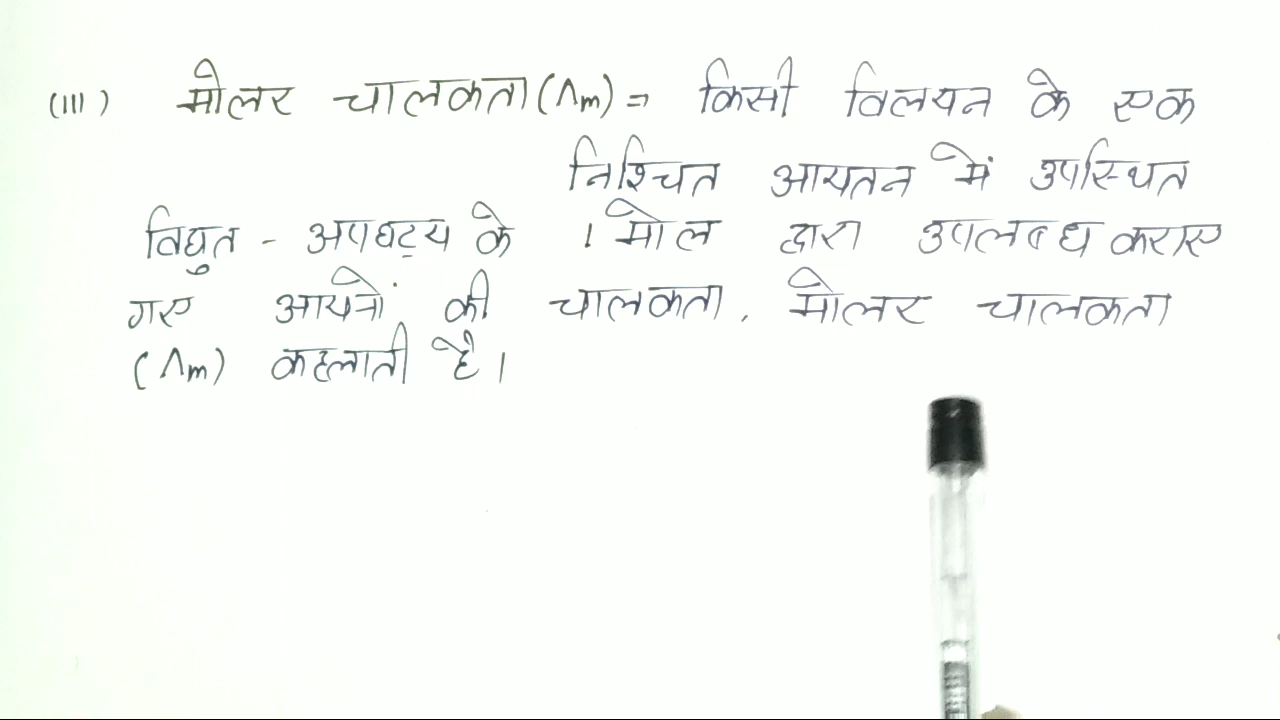 (III) मोलर चालकता (Λm) = किसी विलयन के एक
निश्चित आयतन में उपस्थित
विद्युत - अपघट्य के 1 मोल द्वारा उपलब्ध कराए
गए आयनों की चालकता, मोलर चालकता
(Λm) कहलाती है।